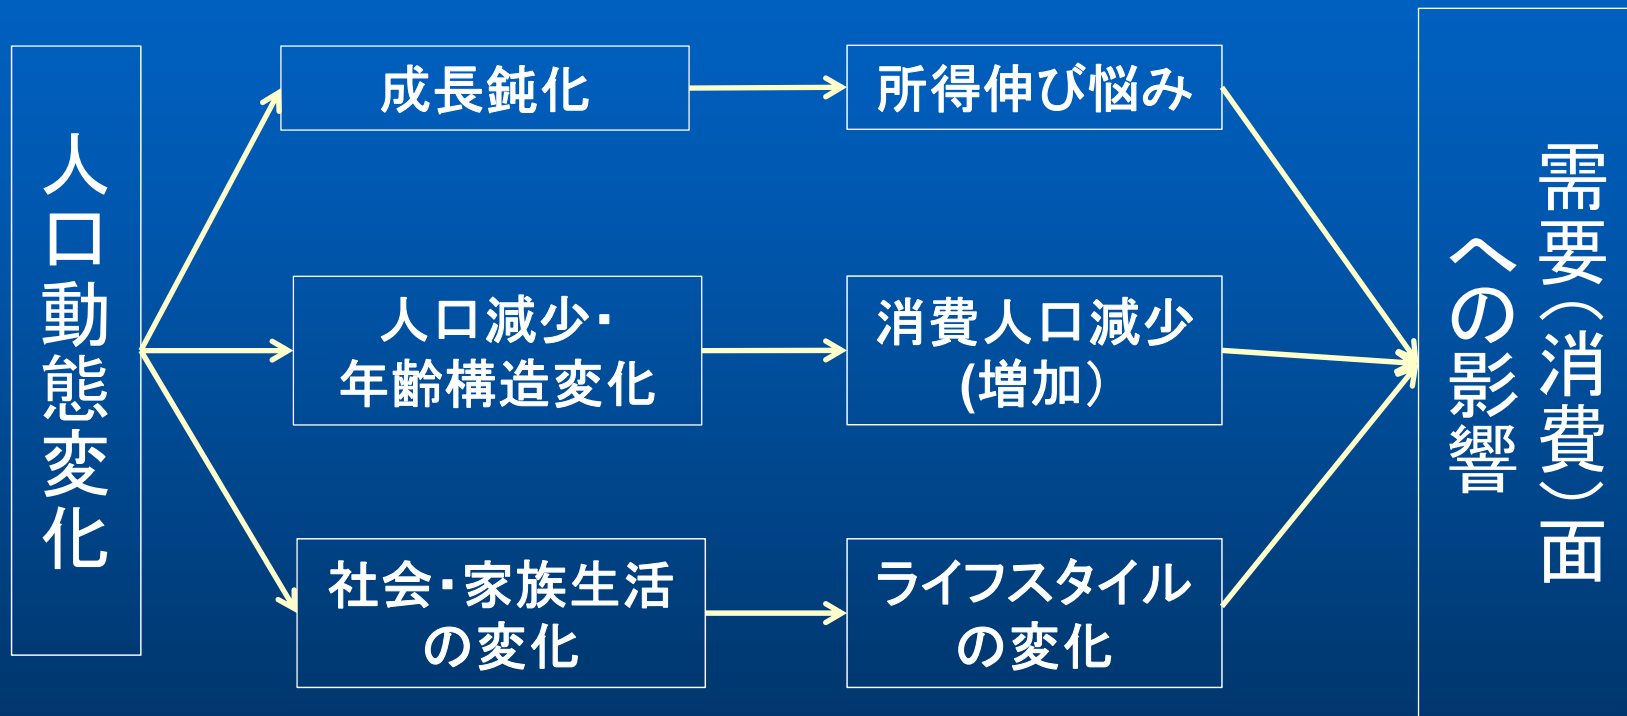 人口動態変化
成長鈍化
所得伸び悩み
人口減少・
年齢構造変化
消費人口減少
(増加）
社会・家族生活
の変化
ライフスタイル
の変化
需要（消費）面
への影響